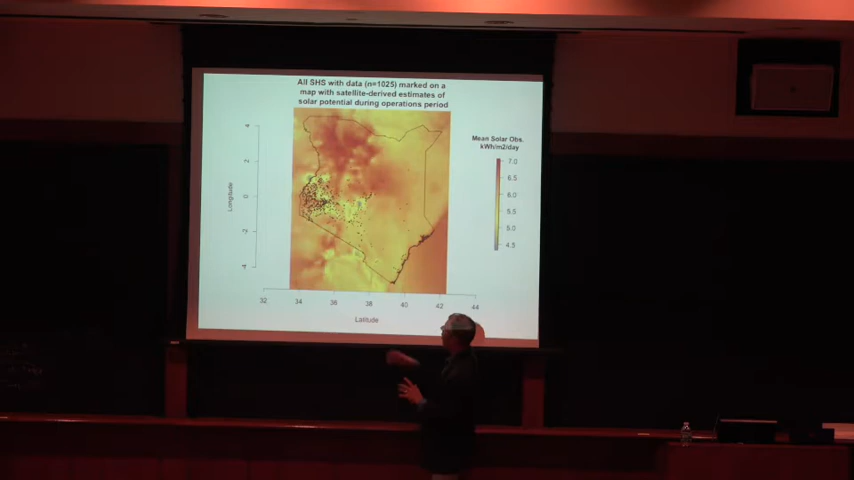 All SHS with data (n=1025) marked on a
map with satellite-derived estimates of
solar potential during operations period
Mean Solar Obs.
kWh/m2/day
7.0
6.5
6.0
5.5
5.0
4.5
Longitude
4
2
0
-2
-4
32
34
36
38
40
42
44
Latitude